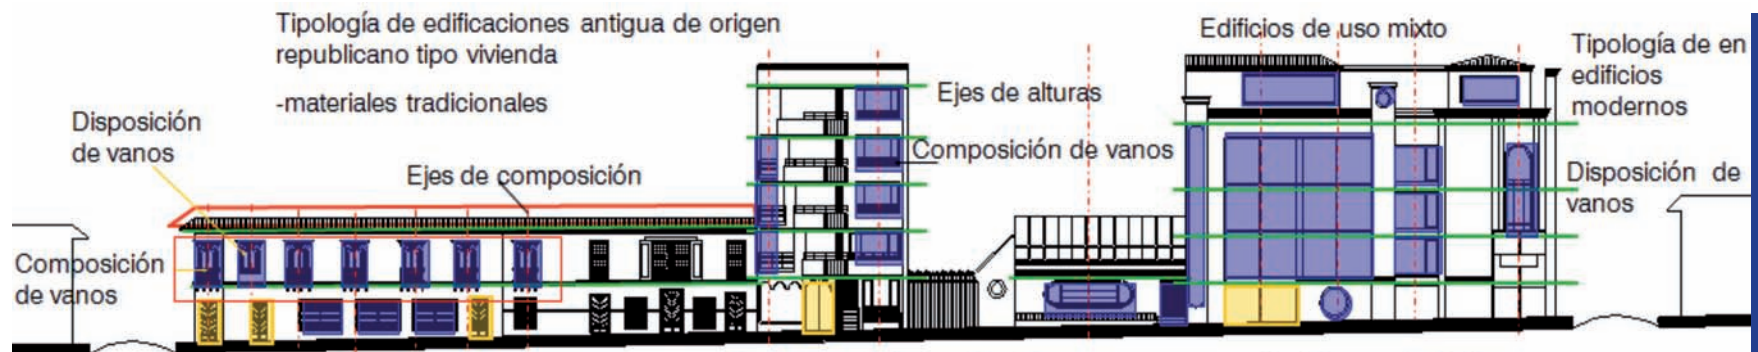 Tipología de edificaciones antigua de origen
republicano tipo vivienda
-materiales tradicionales
Disposición
de vanos
Ejes de composición
Composición
de vanos
Ejes de alturas
Composición de vanos
Edificios de uso mixto
Tipología de en
edificios
modernos
Disposición de
vanos